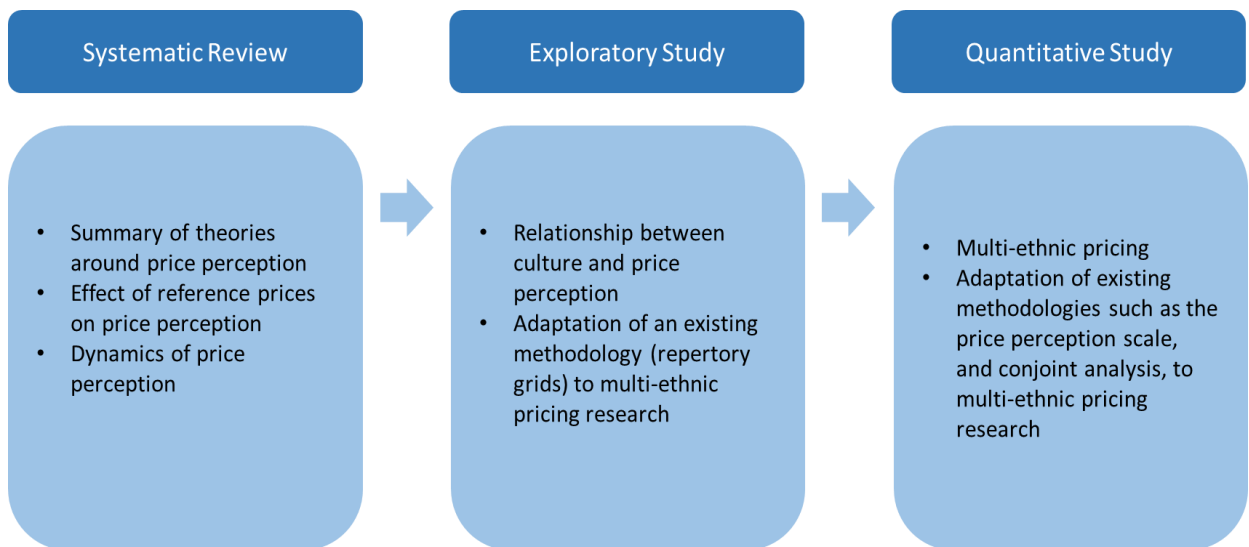 Systematic Review
Exploratory Study
Quantitative Study
• Summary of theories
around price perception
• Effect of reference prices
on price perception
• Dynamics of price
perception
• Relationship between
culture and price
perception
• Adaptation of an existing
methodology (repertory
grids) to multi-ethnic
pricing research
• Multi-ethnic pricing
• Adaptation of existing
methodologies such as the
price perception scale,
and conjoint analysis, to
multi-ethnic pricing
research